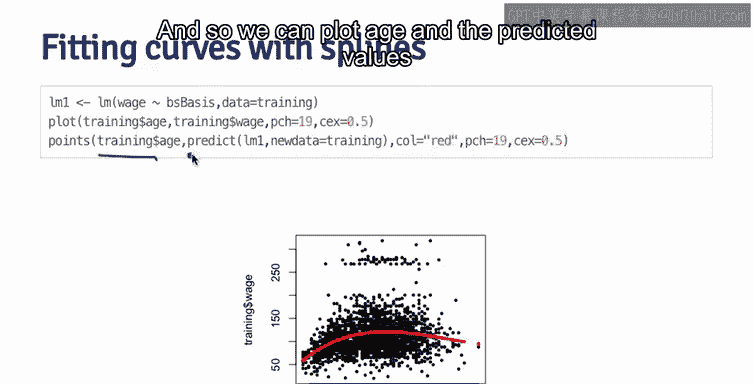 And so we can plot age and the predicted
values
Fitting curves with splines
lm1 <- lm(wage ~ bsBasis,data=training)
plot(training$age,training$wage,pch=19,cex=0.5)
points(training$age,predict(lm1,newdata=training),col="red",pch=19,cex=0.5)
training$wage
250
150
50